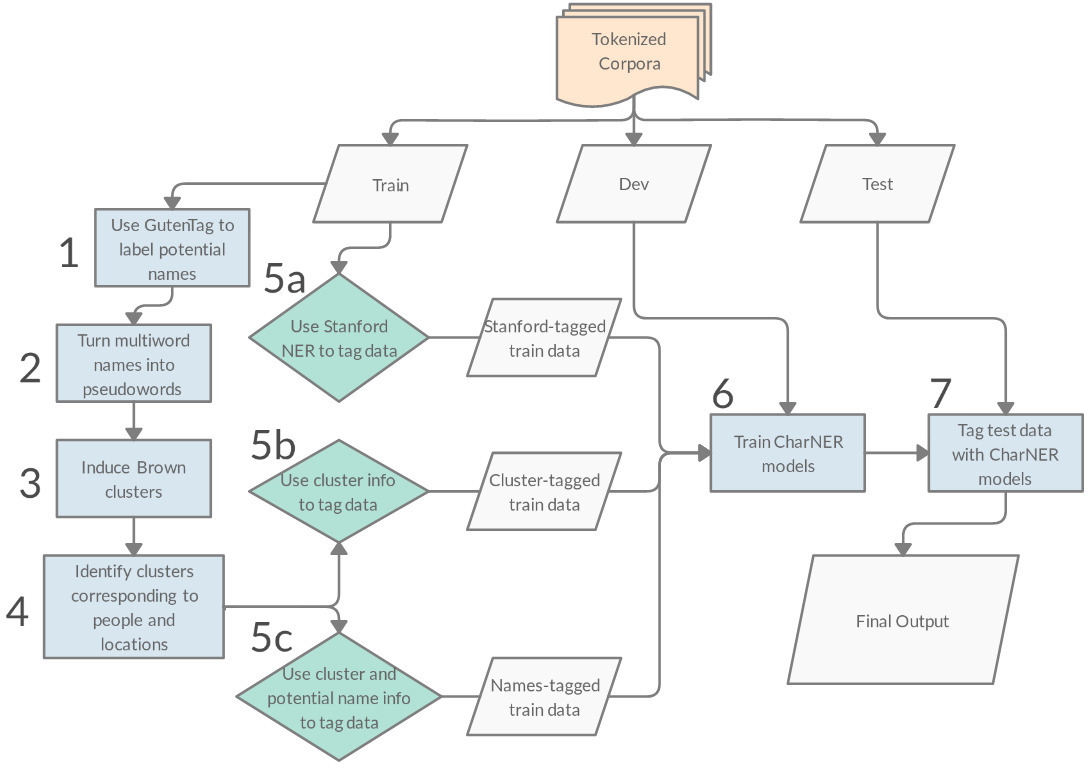 Tokenized
Corpora
Train
Dev
Test
1
Use GutenTag to
label potential
names
2
Turn multiword
names into
pseudowords
3
Induce Brown
clusters
4
Identify clusters
corresponding to
people and
locations
5a
Use Stanford
NER to tag data
Stanford-tagged
train data
5b
Use cluster info
to tag data
Cluster-tagged
train data
5c
Use cluster and
potential name info
to tag data
Names-tagged
train data
6
Train CharNER
models
7
Tag test data
with CharNER
models
Final Output